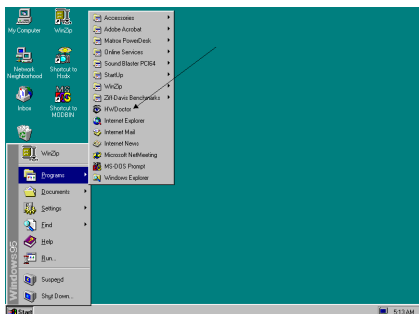 My Computer
WinZip
Network
Neighborhood
Shortcut to
Hodx
Inbox
Shortcut to
MODBIN
Accessories
Adobe Acrobat
Matrox PowerDesk
Online Services
Sound Blaster PCI64
StartUp
WinZip
Ziff-Davis Benchmarks
HWDoctor
Internet Explorer
Internet Mail
Internet News
Microsoft NetMeeting
MS-DOS Prompt
Windows Explorer
WinZip
Programs
Documents
Settings
Find
Help
Run...
Suspend
Shut Down...
Windows95
Start
5:13 AM